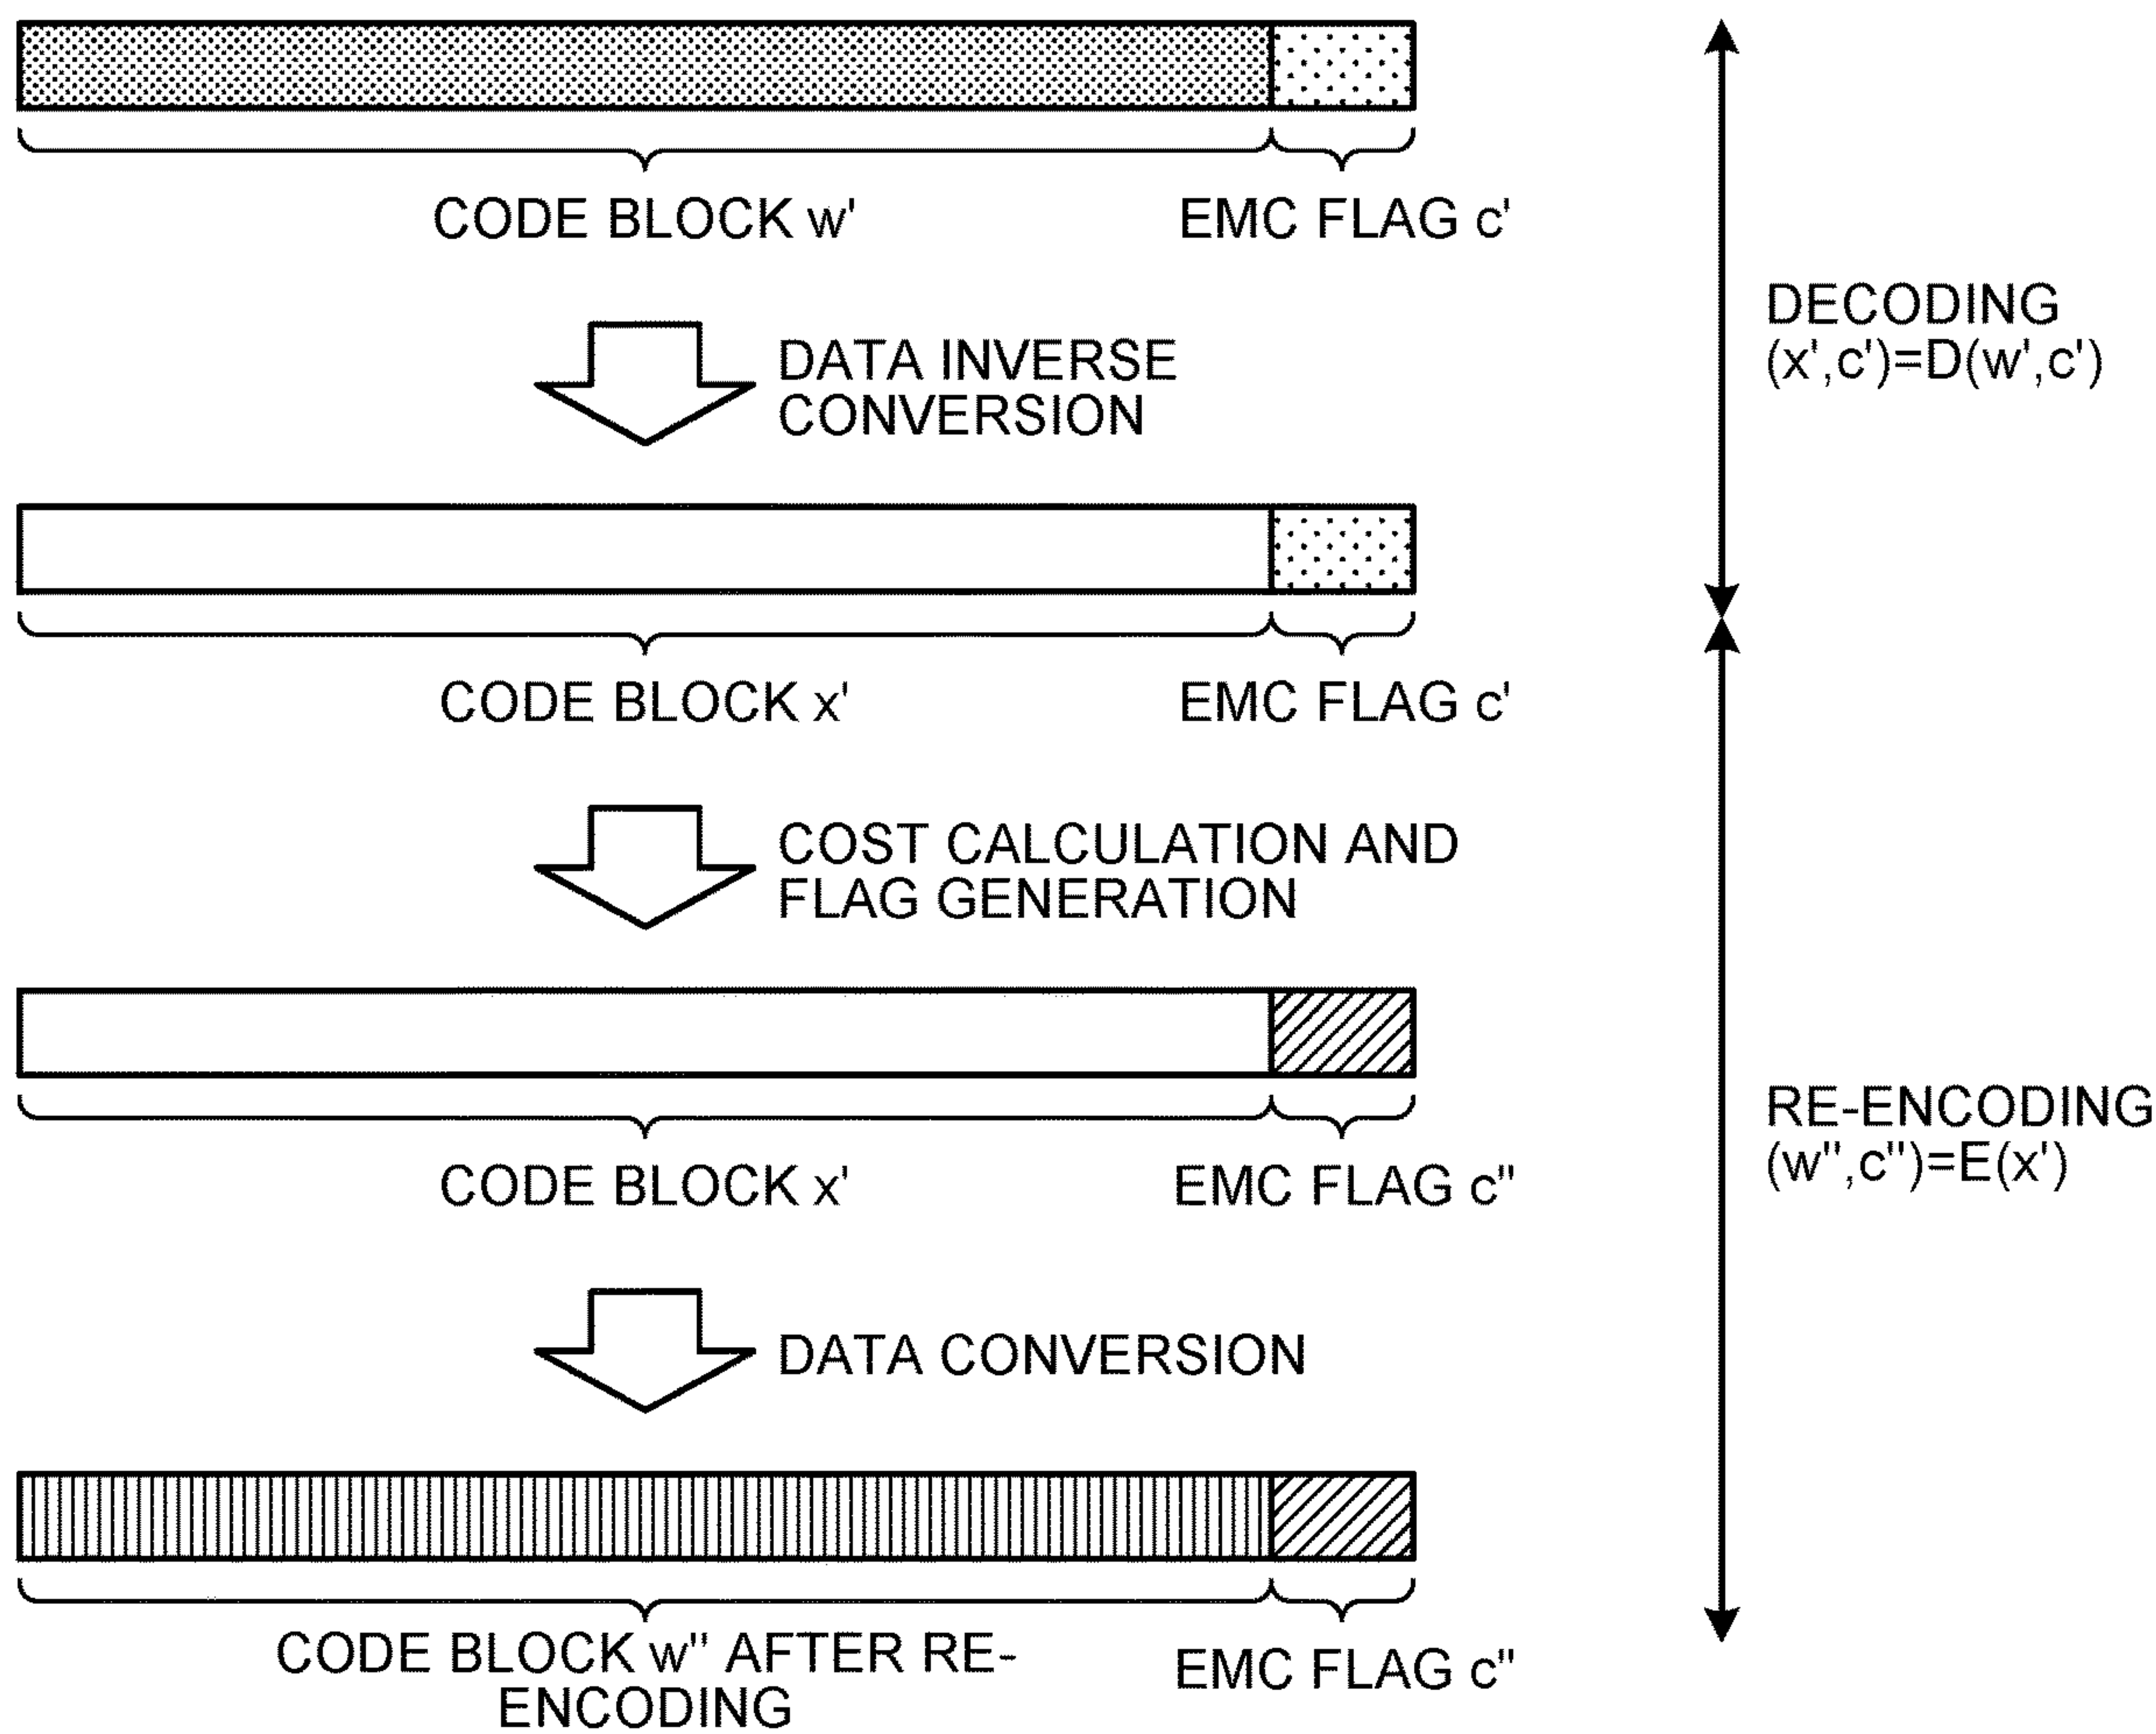 CODE BLOCK w'
EMC FLAG c'
DATA INVERSE
CONVERSION
DECODING
(x',c')=D(w',c')
CODE BLOCK x'
EMC FLAG c'
COST CALCULATION AND
FLAG GENERATION
CODE BLOCK x'
EMC FLAG c"
RE-ENCODING
(w",c")=E(x')
DATA CONVERSION
CODE BLOCK w" AFTER RE-
ENCODING
EMC FLAG c"